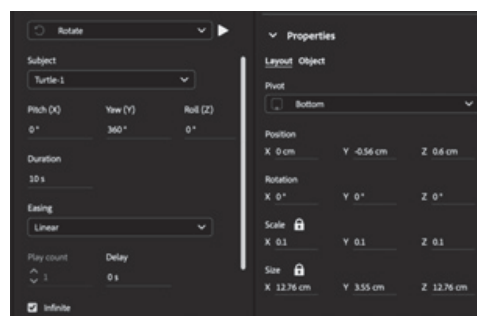 Rotate
Subject
Turtle-1
Pitch (X) Yaw (Y) Roll (Z)
0° 360° 0°
Duration
10 s
Easing
Linear
Play count Delay
1 0 s
Infinite
Properties
Layout Object
Pivot
Bottom
Position
X 0 cm Y -0.56 cm Z 0.6 cm
Rotation
X 0° Y 0° Z 0°
Scale
X 0.1 Y 0.1 Z 0.1
Size
X 12.76 cm Y 3.55 cm Z 12.76 cm